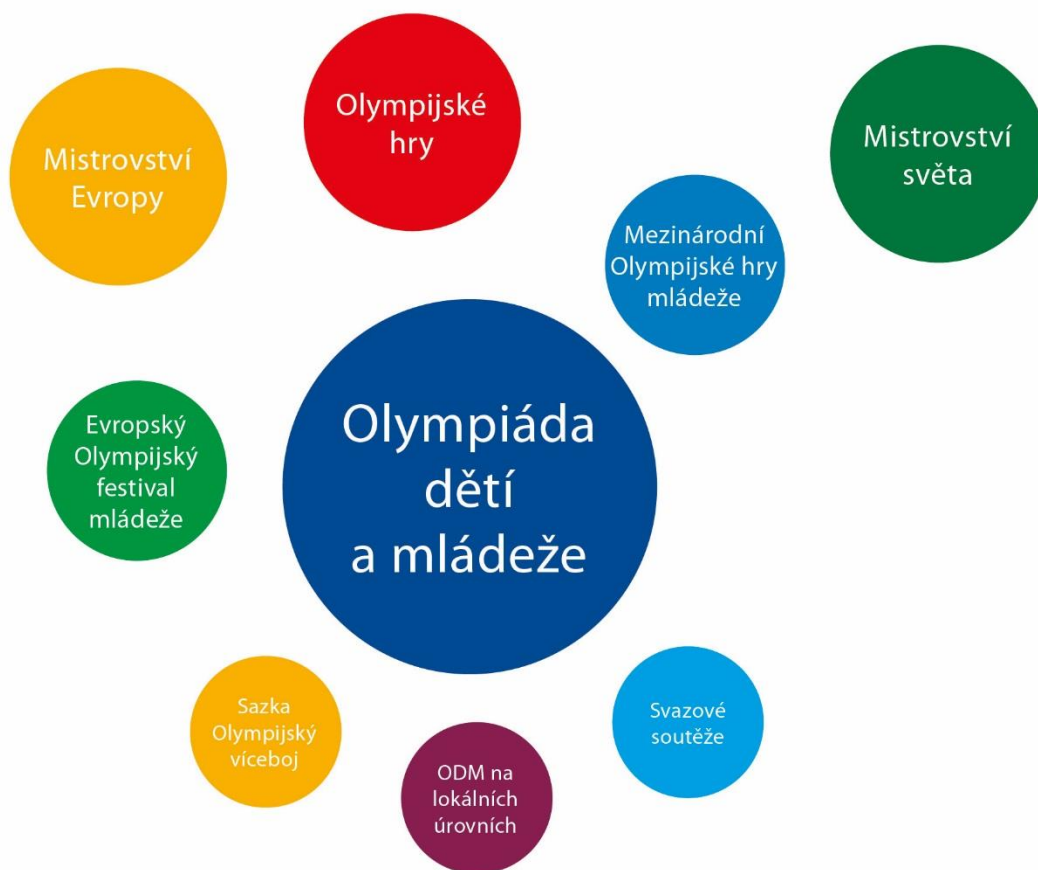 Olympijské
hry
Mistrovství
Evropy
Mistrovství
světa
Mezinárodní
Olympijské hry
mládeže
Olympiáda
dětí
a mládeže
Evropský
Olympijský
festival
mládeže
Sazka
Olympijský
víceboj
ODM na
lokálních
úrovních
Svazové
soutěže